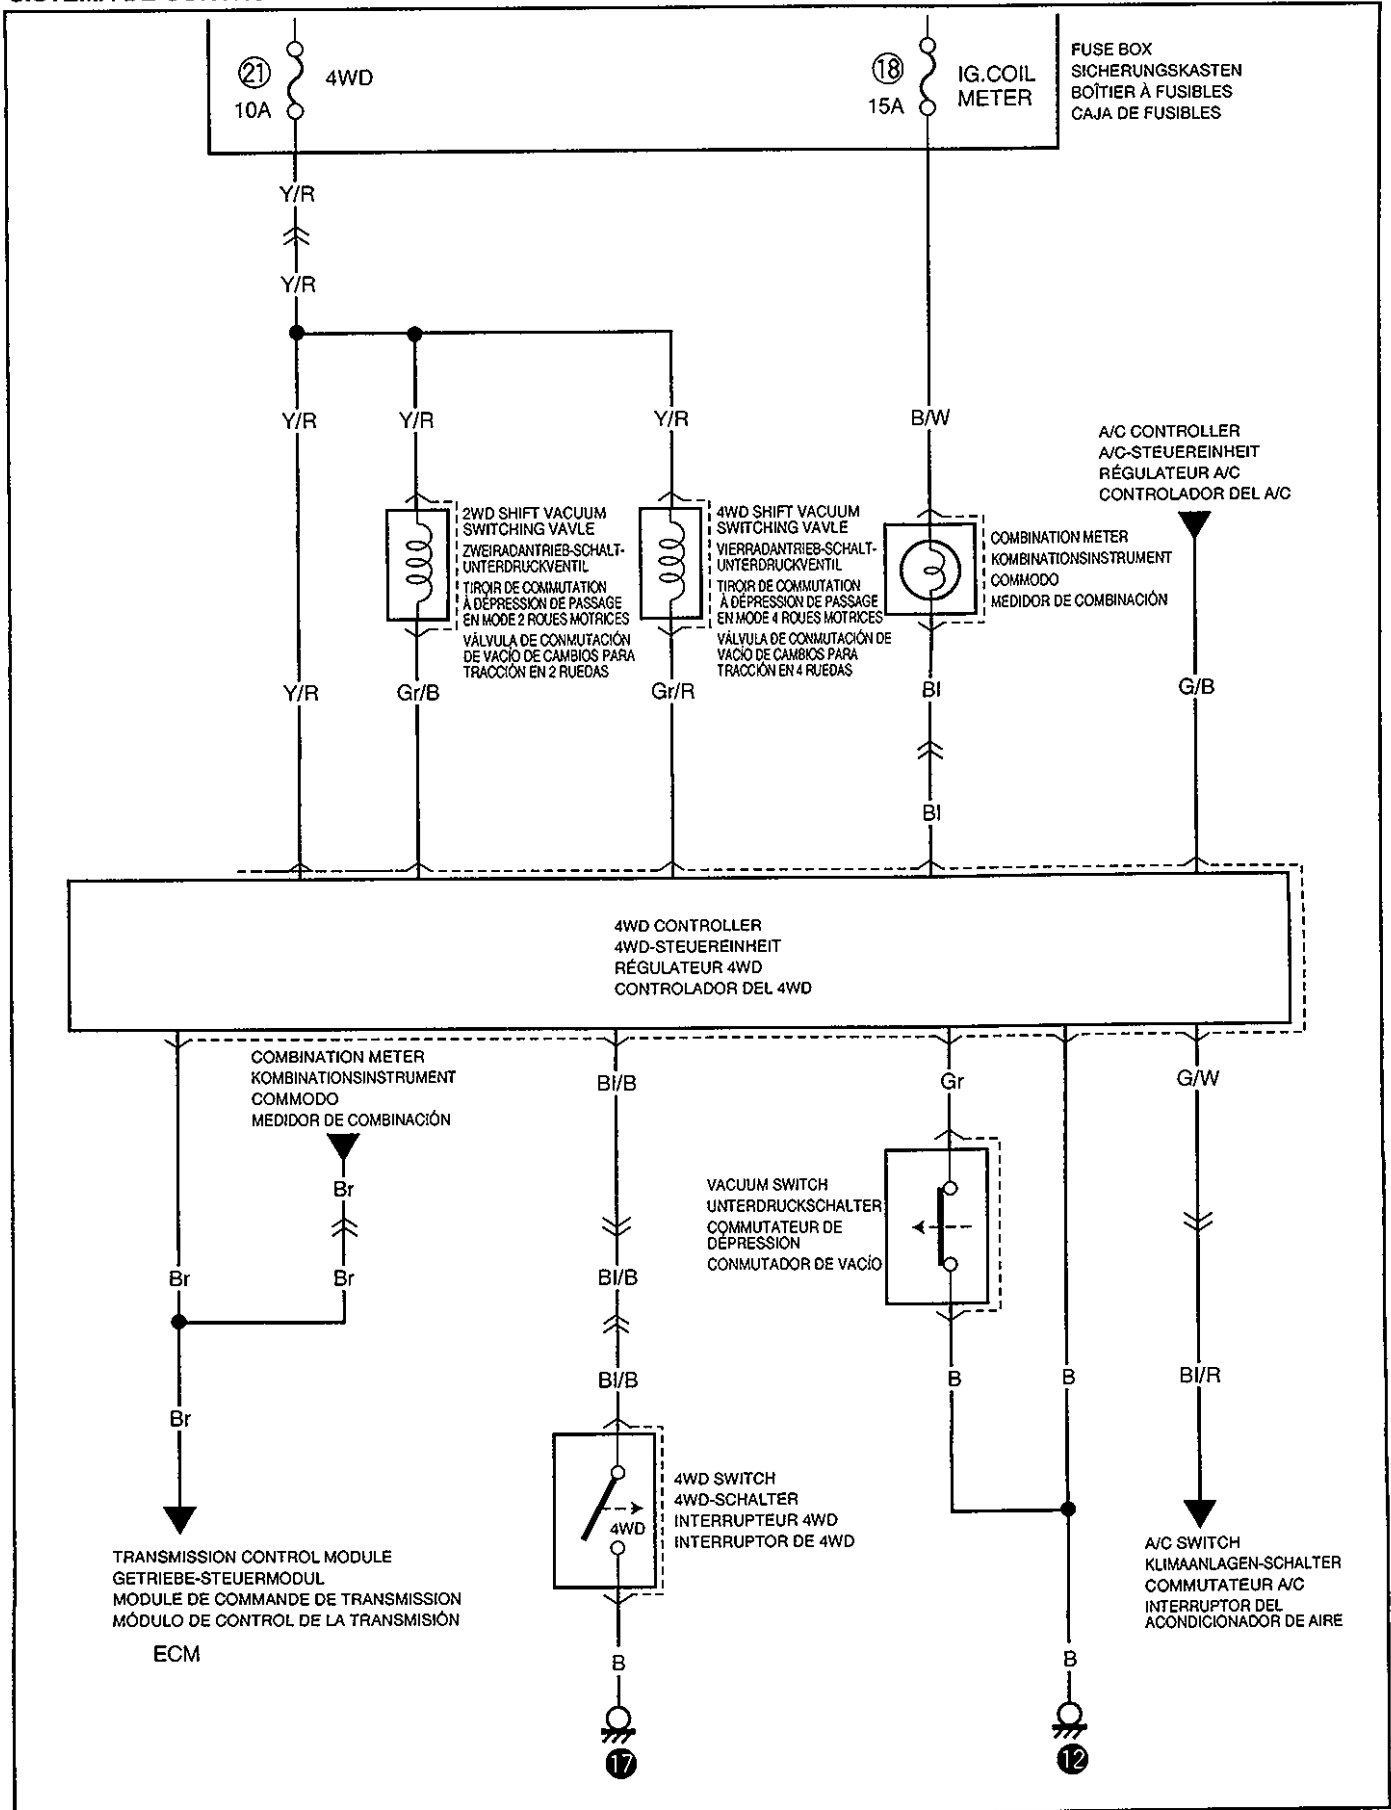 21
4WD
10A
18
IG.COIL
METER
15A
FUSE BOX
SICHERUNGSKASTEN
BOÎTIER À FUSIBLES
CAJA DE FUSIBLES
Y/R
Y/R
Y/R
Y/R
Y/R
B/W
A/C CONTROLLER
A/C-STEUEREINHEIT
RÉGULATEUR A/C
CONTROLADOR DEL A/C
2WD SHIFT VACUUM
SWITCHING VAVLE
ZWEIRADANTRIEB-SCHALT-
UNTERDRUCKVENTIL
TIROIR DE COMMUTATION
À DÉPRESSION DE PASSAGE
EN MODE 2 ROUES MOTRICES
VÁLVULA DE CONMUTACIÓN
DE VACÍO DE CAMBIOS PARA
TRACCIÓN EN 2 RUEDAS
4WD SHIFT VACUUM
SWITCHING VAVLE
VIERRADANTRIEB-SCHALT-
UNTERDRUCKVENTIL
TIROIR DE COMMUTATION
À DÉPRESSION DE PASSAGE
EN MODE 4 ROUES MOTRICES
VÁLVULA DE CONMUTACIÓN DE
VACÍO DE CAMBIOS PARA
TRACCIÓN EN 4 RUEDAS
COMBINATION METER
KOMBINATIONSINSTRUMENT
COMMODO
MEDIDOR DE COMBINACIÓN
Y/R
Gr/B
Gr/R
Bl
G/B
Bl
4WD CONTROLLER
4WD-STEUEREINHEIT
RÉGULATEUR 4WD
CONTROLADOR DEL 4WD
COMBINATION METER
KOMBINATIONSINSTRUMENT
COMMODO
MEDIDOR DE COMBINACIÓN
Bl/B
Gr
G/W
Br
VACUUM SWITCH
UNTERDRUCKSCHALTER
COMMUTATEUR DE
DÉPRESSION
CONMUTADOR DE VACÍO
Br
Br
Bl/B
Bl/B
B
B
Bl/R
Br
4WD
4WD SWITCH
4WD-SCHALTER
INTERRUPTEUR 4WD
INTERRUPTOR DE 4WD
TRANSMISSION CONTROL MODULE
GETRIEBE-STEUERMODUL
MODULE DE COMMANDE DE TRANSMISSION
MÓDULO DE CONTROL DE LA TRANSMISIÓN
ECM
A/C SWITCH
KLIMAANLAGEN-SCHALTER
COMMUTATEUR A/C
INTERRUPTOR DEL
ACONDICIONADOR DE AIRE
B
B
17
12